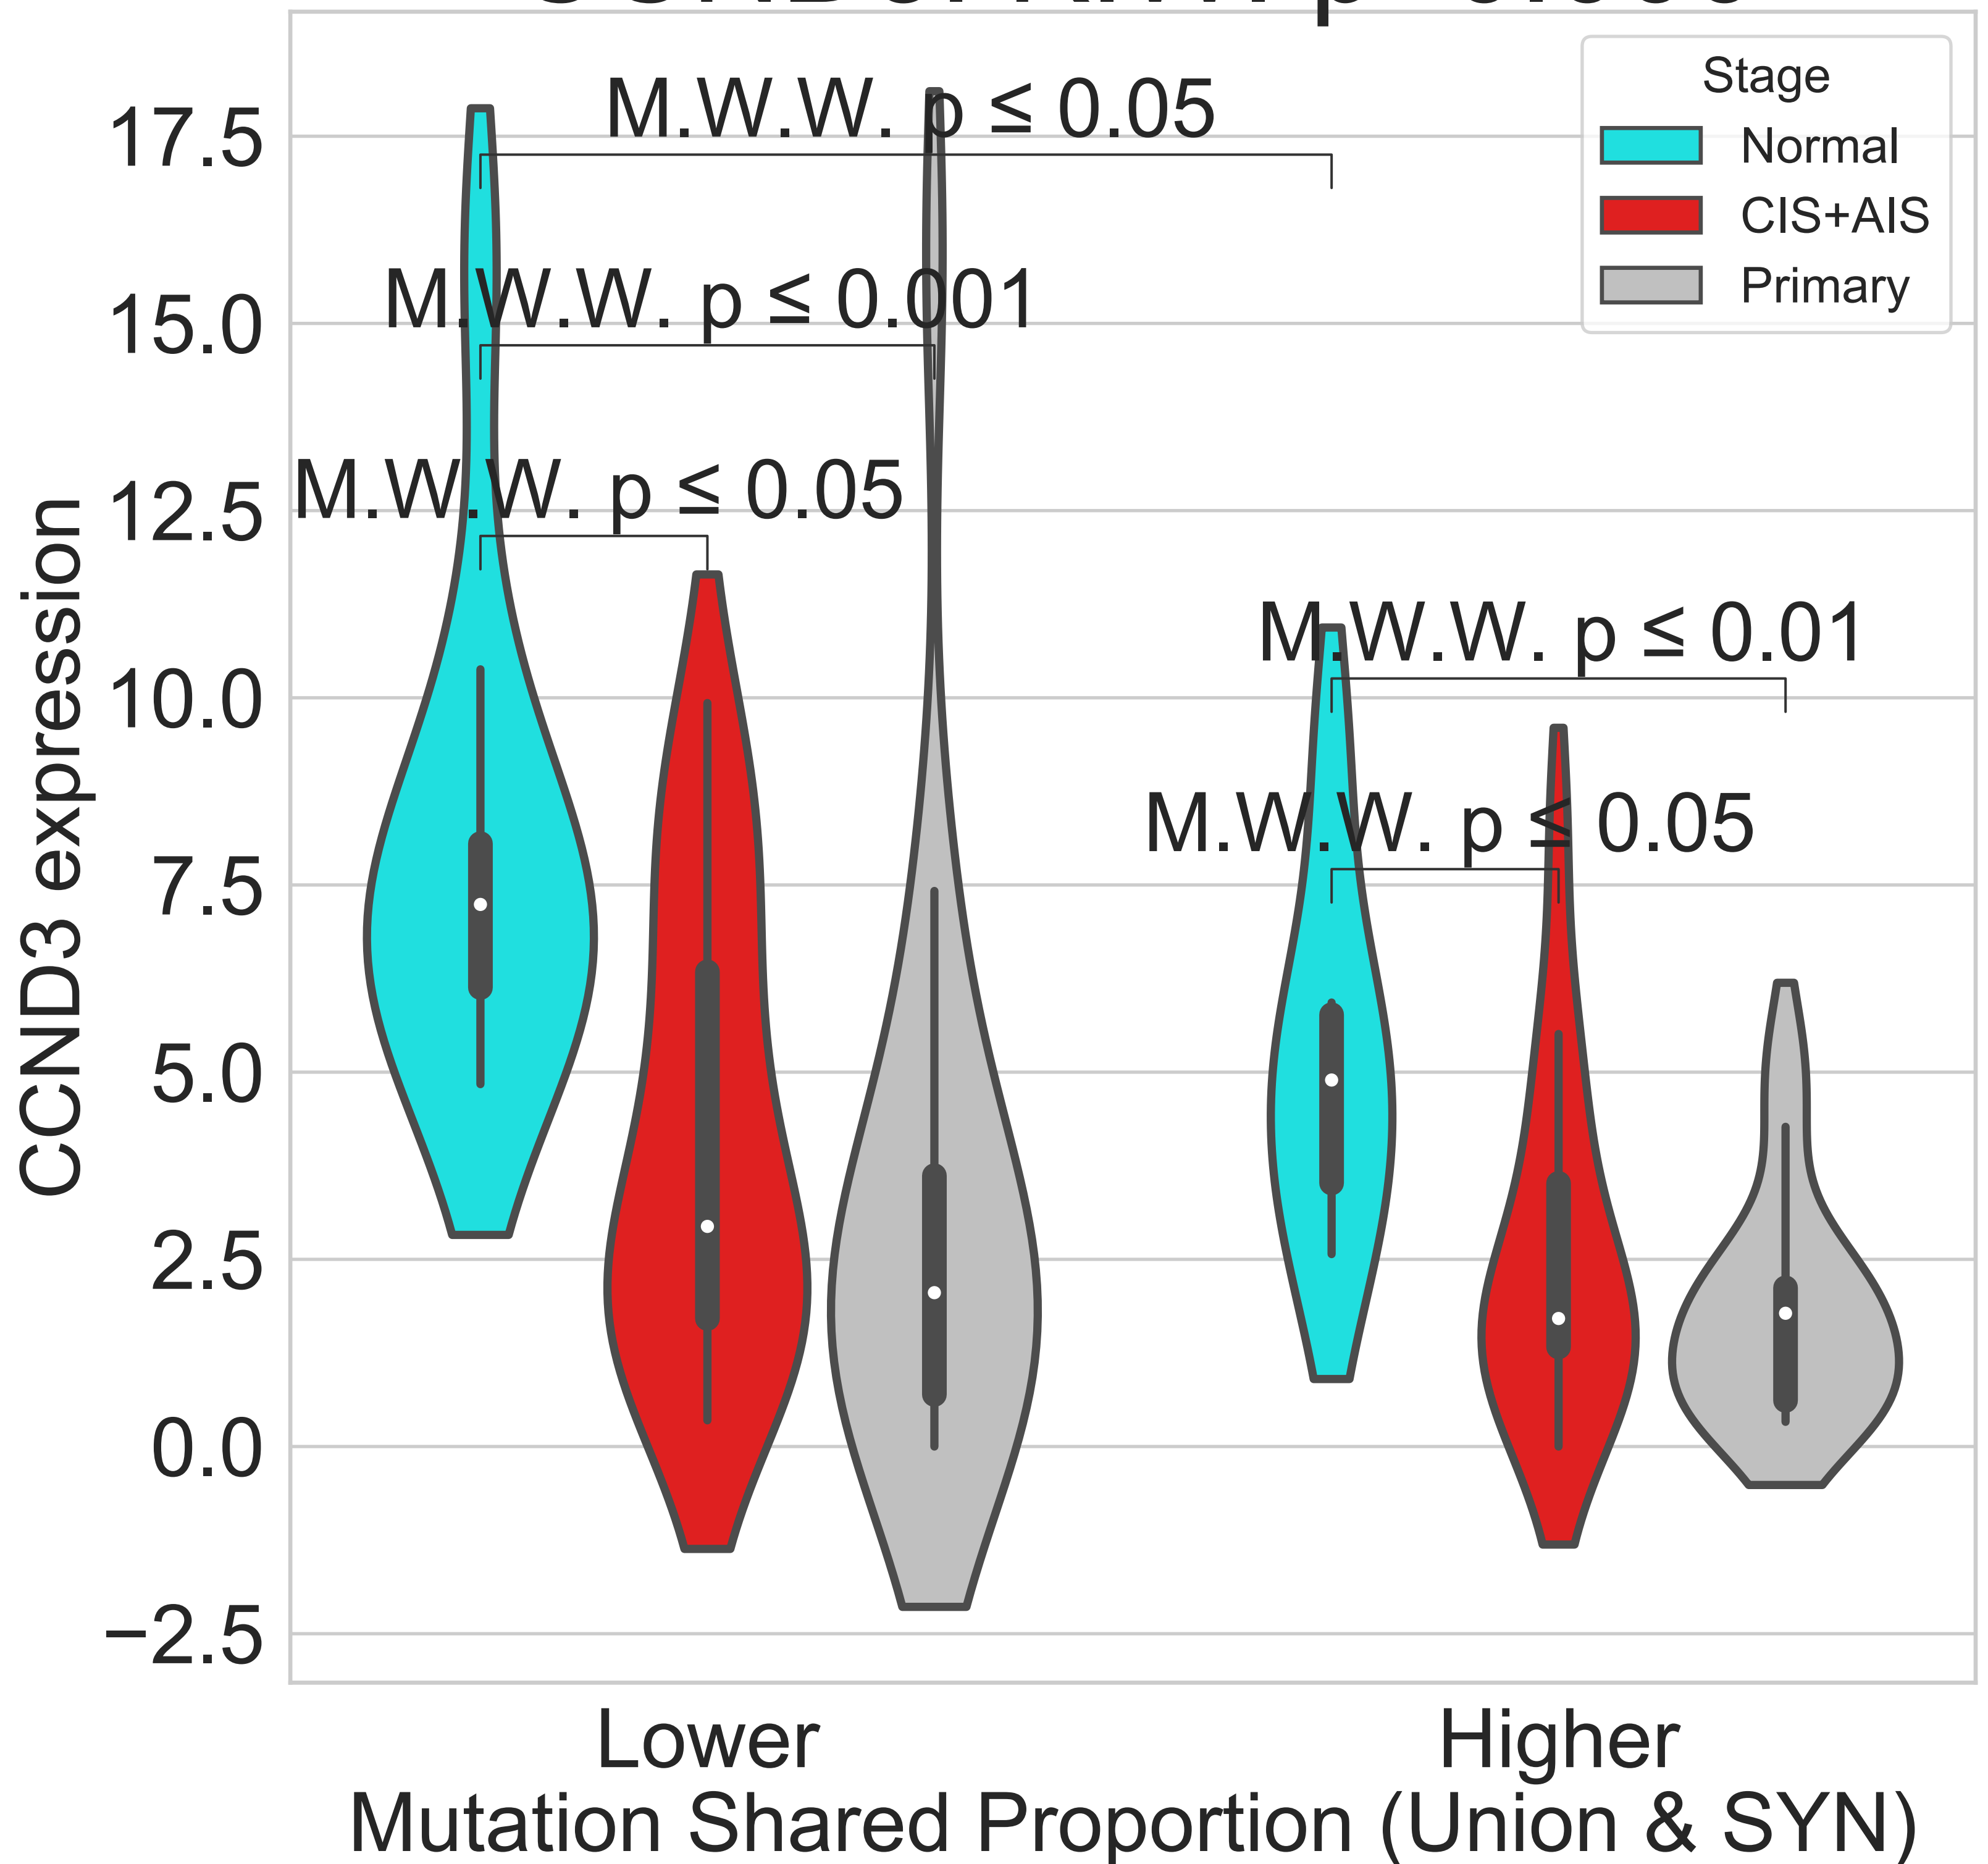 Stage
Normal
CIS+AIS
Primary
17.5
15.0
12.5
10.0
7.5
5.0
2.5
0.0
−2.5
CCND3 expression
M.W.W. p ≤ 0.05
M.W.W. p ≤ 0.001
M.W.W. p ≤ 0.05
M.W.W. p ≤ 0.01
M.W.W. p ≤ 0.05
Lower
Higher
Mutation Shared Proportion (Union & SYN)